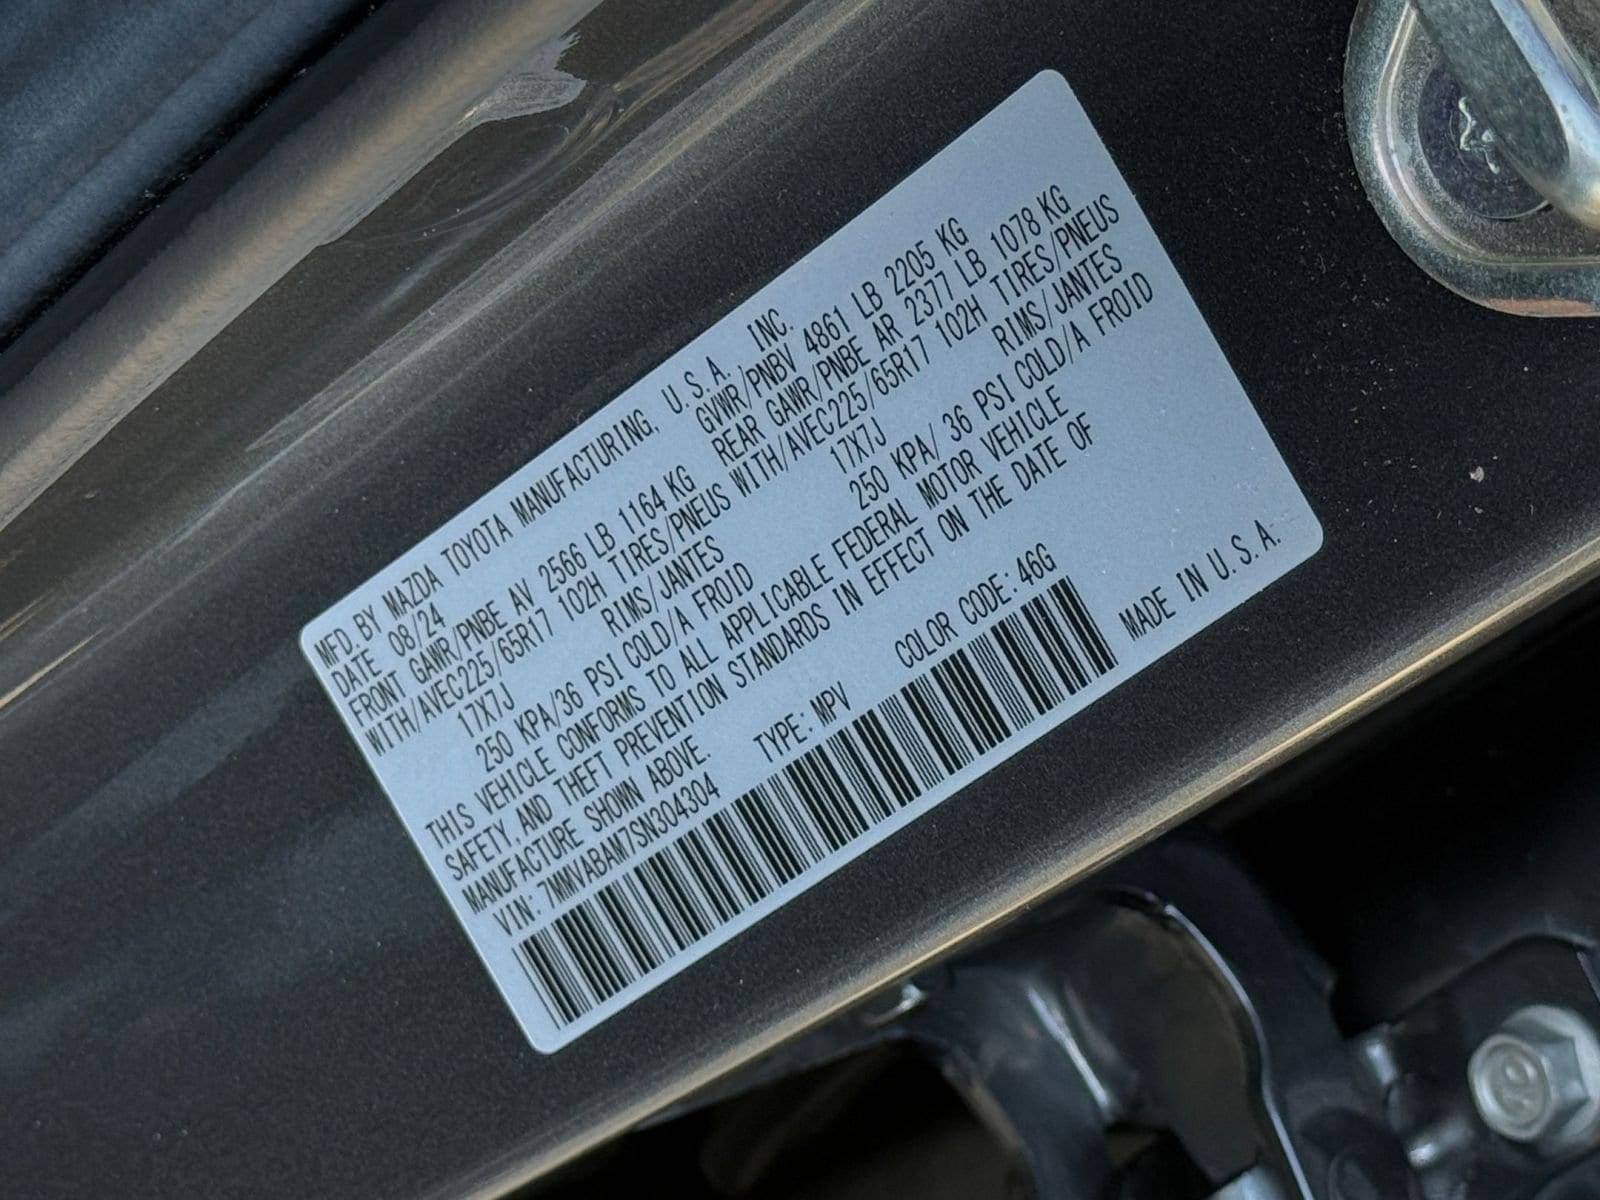 MFD. BY MAZDA TOYOTA MANUFACTURING, U.S.A. INC.
DATE 08/24 GVWR/PNBV 4861 LB 2205 KG
FRONT GAWR/PNBE AV 2566 LB 1164 KG REAR GAWR/PNBE AR 2377 LB 1078 KG
WITH/AVEC225/65R17 102H TIRES/PNEUS WITH/AVEC225/65R17 102H TIRES/PNEUS
17X7J RIMS/JANTES 17X7J RIMS/JANTES
250 KPA/36 PSI COLD/A FROID 250 KPA/ 36 PSI COLD/A FROID
THIS VEHICLE CONFORMS TO ALL APPLICABLE FEDERAL MOTOR VEHICLE
SAFETY, AND THEFT PREVENTION STANDARDS IN EFFECT ON THE DATE OF
MANUFACTURE SHOWN ABOVE.
VIN: 7MMVABAM7SN304304 TYPE: MPV COLOR CODE: 46G
MADE IN U.S.A.